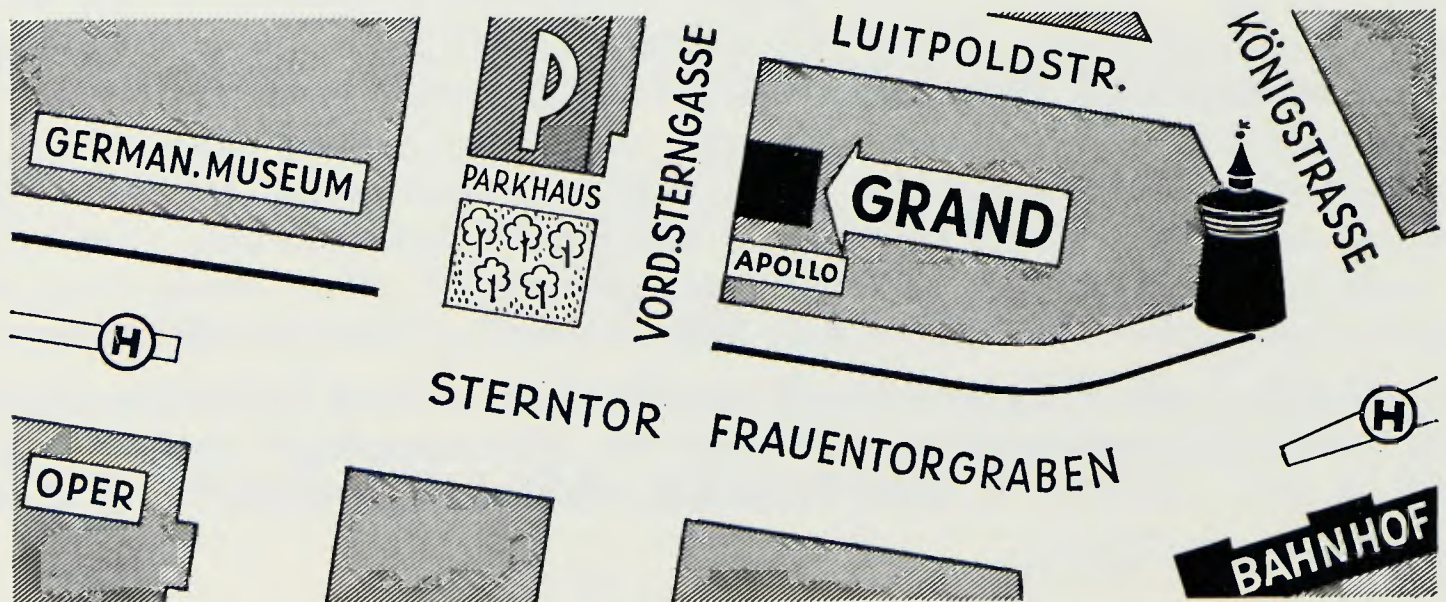 LUITPOLDSTR.
KÖNIGSTRASSE
P
GERMAN. MUSEUM
PARKHAUS
VORD. STERNGASSE
GRAND
APOLLO
H
STERNTOR
FRAUENTORGRABEN
H
OPER
BAHNHOF